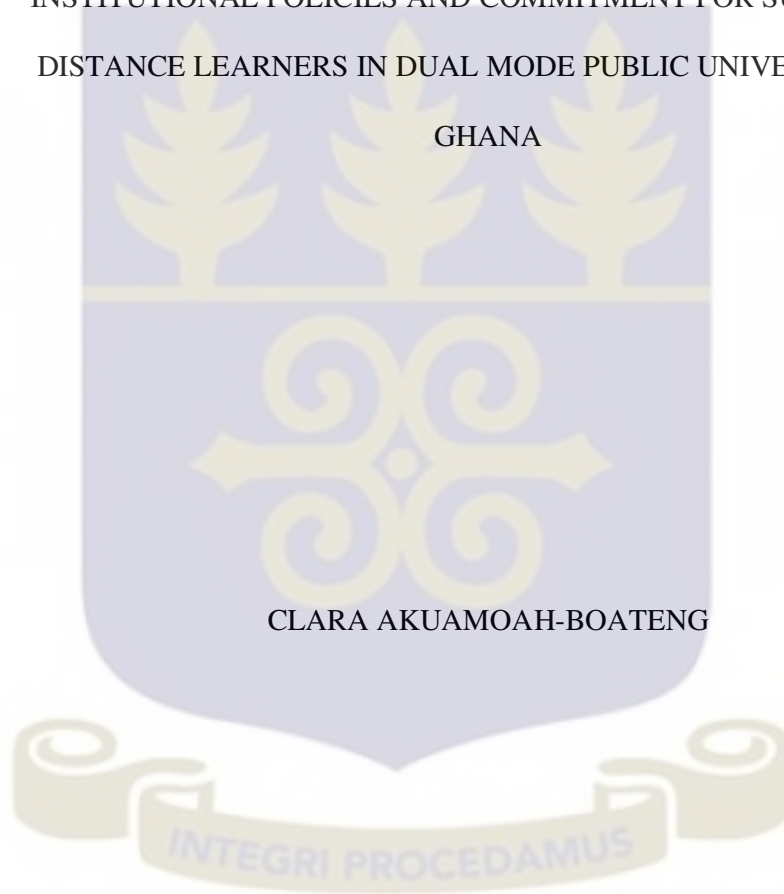 INSTITUTIONAL POLICIES AND COMMITMENT FOR
DISTANCE LEARNERS IN DUAL MODE PUBLIC
GHANA
CLARA AKUAMOAH-BOATENG
INTEGRI PROCEDAMUS